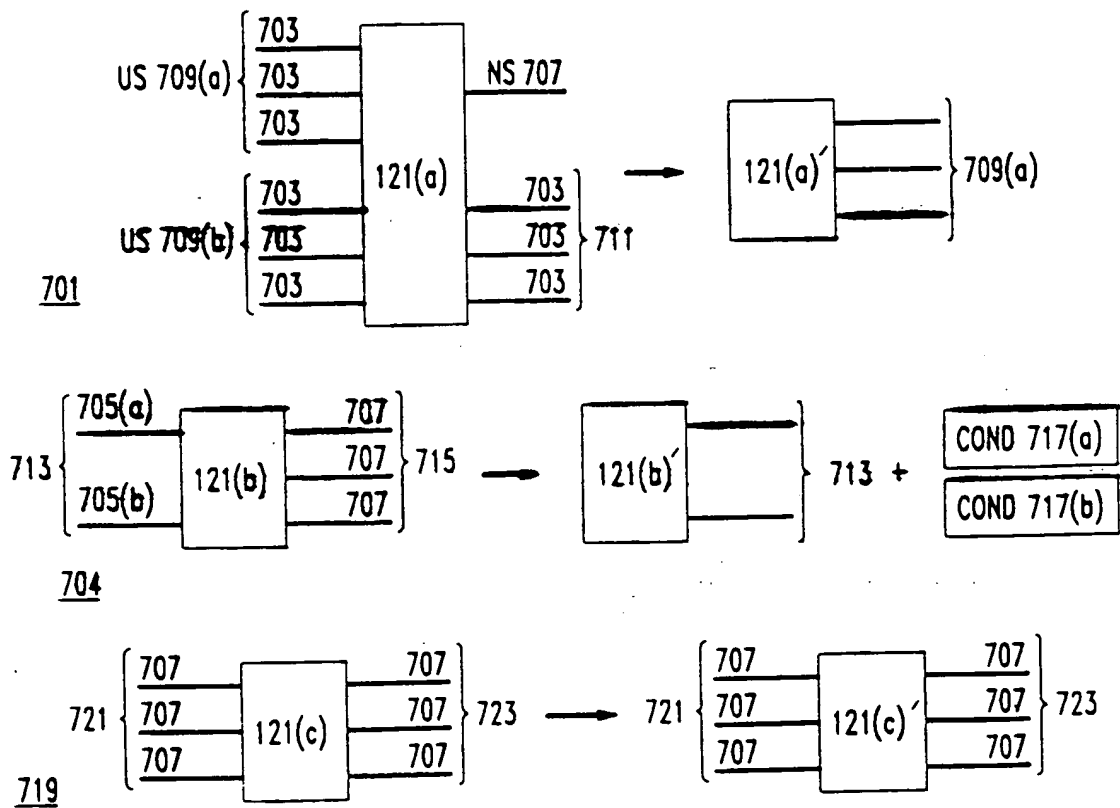 US 709(a) { 703 703 703
US 709(b) { 703 703 703
121(a)
NS 707
703 703 703 } 711
121(a)′ } 709(a)
701
713 { 705(a) 705(b)
121(b)
707 707 707 } 715
121(b)′ } 713 +
COND 717(a)
COND 717(b)
704
721 { 707 707 707
121(c)
707 707 707 } 723
721 { 707 707 707
121(c)′
707 707 707 } 723
719